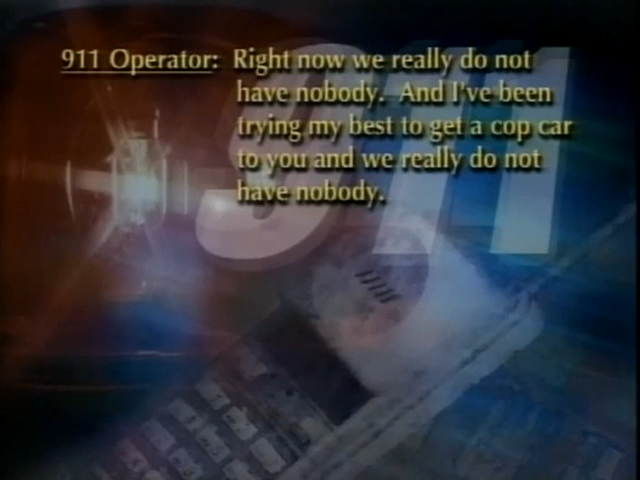 911 Operator: Right now we really do not
have nobody. And I've been
trying my best to get a cop car
to you and we really do not
have nobody.
911